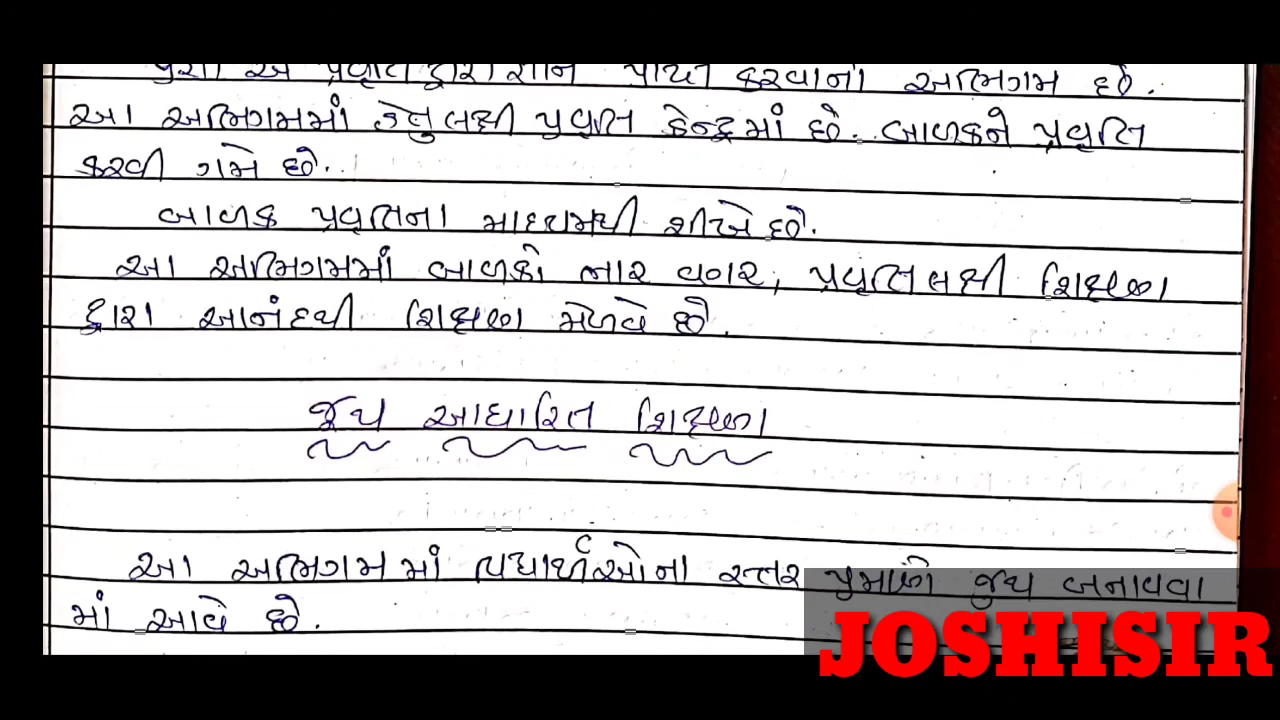 એ પ્રવૃત્તિ દ્વારા જ્ઞાન પ્રાપ્ત કરવાનો અભિગમ છે.
આ અભિગમમાં હેતુલક્ષી પ્રવૃતિ કેન્દ્રમાં છે. બાળકને પ્રવૃતિ
કરવી ગમે છે.
બાળક પ્રવૃતિના માધ્યમથી શીખે છે.
આ અભિગમમાં બાળકો ભાર વગર, પ્રવૃતિલક્ષી શિક્ષણ
દ્વારા આનંદથી શિક્ષણ મેળવે છે.
જૂથ આધારિત શિક્ષણ
આ અભિગમમાં વિધાર્થીઓના સ્તર પ્રમાણે જુથ બનાવવા
માં આવે છે.
JOSHISIR